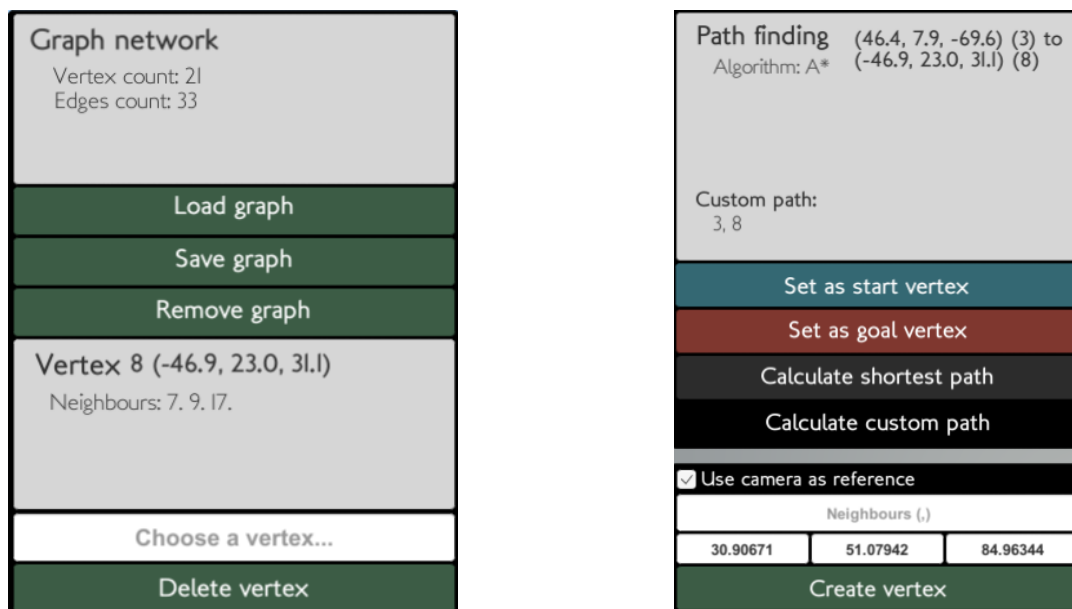 Graph network
Vertex count: 21
Edges count: 33
Load graph
Save graph
Remove graph
Vertex 8 (-46.9, 23.0, 31.1)
Neighbours: 7. 9. 17.
Choose a vertex...
Delete vertex
Path finding (46.4, 7.9, -69.6) (3) to
Algorithm: A* (-46.9, 23.0, 31.1) (8)
Custom path:
3, 8
Set as start vertex
Set as goal vertex
Calculate shortest path
Calculate custom path
Use camera as reference
Neighbours (,)
30.90671 51.07942 84.96344
Create vertex